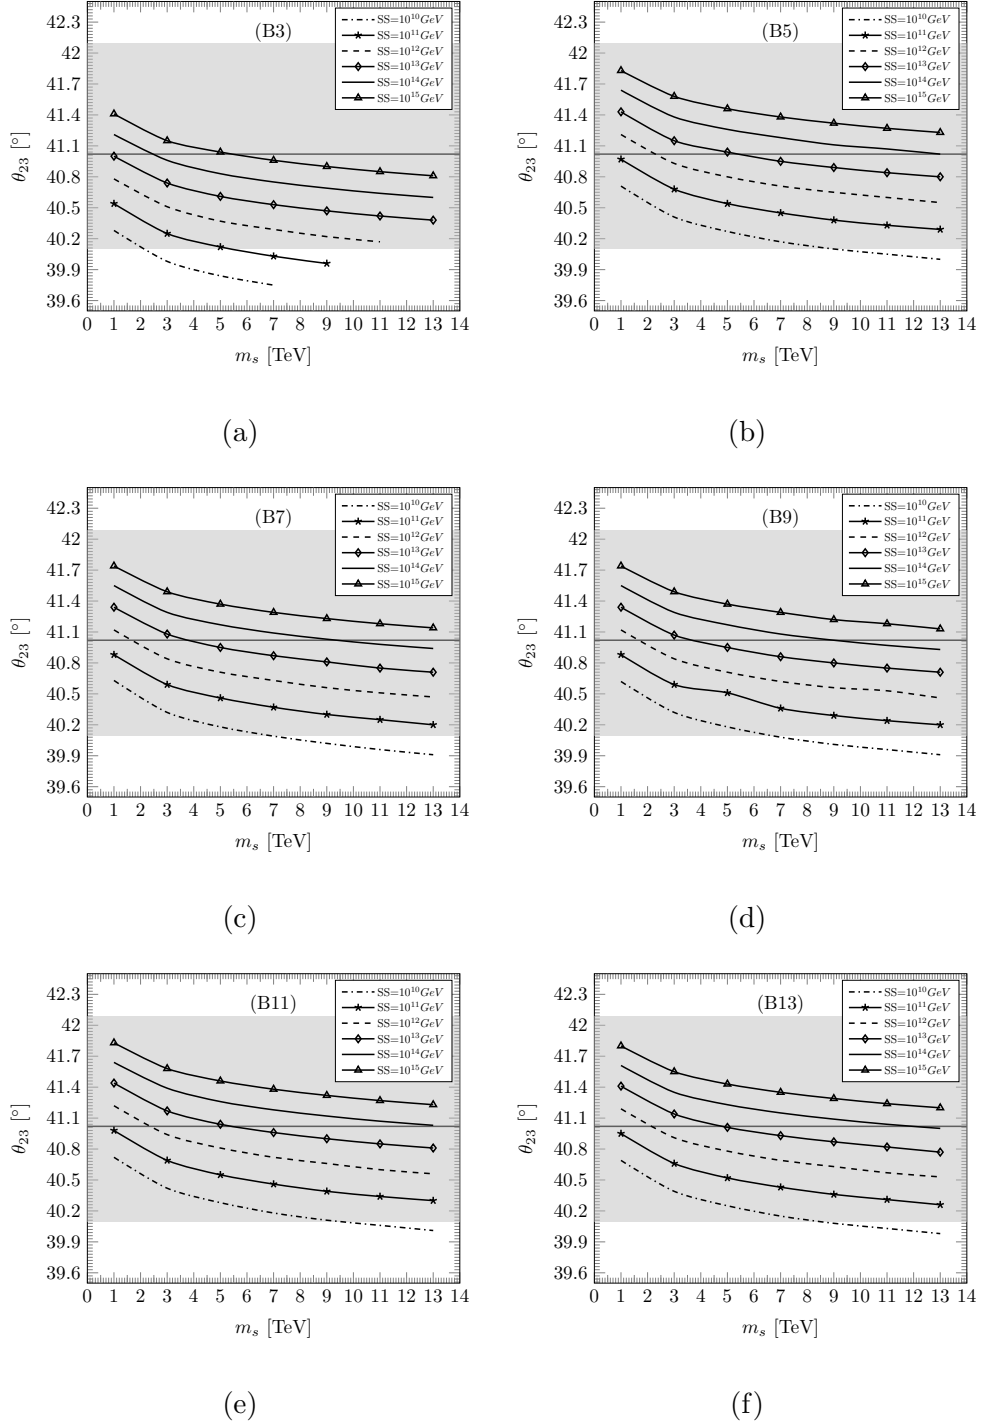 (B3)
SS=10^{10}GeV
SS=10^{11}GeV
SS=10^{12}GeV
SS=10^{13}GeV
SS=10^{14}GeV
SS=10^{15}GeV
42.3
42
41.7
41.4
41.1
40.8
40.5
40.2
39.9
39.6
θ_{23} [°]
0 1 2 3 4 5 6 7 8 9 10 11 12 13 14
m_s [TeV]
(a)
(B5)
SS=10^{10}GeV
SS=10^{11}GeV
SS=10^{12}GeV
SS=10^{13}GeV
SS=10^{14}GeV
SS=10^{15}GeV
42.3
42
41.7
41.4
41.1
40.8
40.5
40.2
39.9
39.6
θ_{23} [°]
0 1 2 3 4 5 6 7 8 9 10 11 12 13 14
m_s [TeV]
(b)
(B7)
SS=10^{10}GeV
SS=10^{11}GeV
SS=10^{12}GeV
SS=10^{13}GeV
SS=10^{14}GeV
SS=10^{15}GeV
42.3
42
41.7
41.4
41.1
40.8
40.5
40.2
39.9
39.6
θ_{23} [°]
0 1 2 3 4 5 6 7 8 9 10 11 12 13 14
m_s [TeV]
(c)
(B9)
SS=10^{10}GeV
SS=10^{11}GeV
SS=10^{12}GeV
SS=10^{13}GeV
SS=10^{14}GeV
SS=10^{15}GeV
42.3
42
41.7
41.4
41.1
40.8
40.5
40.2
39.9
39.6
θ_{23} [°]
0 1 2 3 4 5 6 7 8 9 10 11 12 13 14
m_s [TeV]
(d)
(B11)
SS=10^{10}GeV
SS=10^{11}GeV
SS=10^{12}GeV
SS=10^{13}GeV
SS=10^{14}GeV
SS=10^{15}GeV
42.3
42
41.7
41.4
41.1
40.8
40.5
40.2
39.9
39.6
θ_{23} [°]
0 1 2 3 4 5 6 7 8 9 10 11 12 13 14
m_s [TeV]
(e)
(B13)
SS=10^{10}GeV
SS=10^{11}GeV
SS=10^{12}GeV
SS=10^{13}GeV
SS=10^{14}GeV
SS=10^{15}GeV
42.3
42
41.7
41.4
41.1
40.8
40.5
40.2
39.9
39.6
θ_{23} [°]
0 1 2 3 4 5 6 7 8 9 10 11 12 13 14
m_s [TeV]
(f)